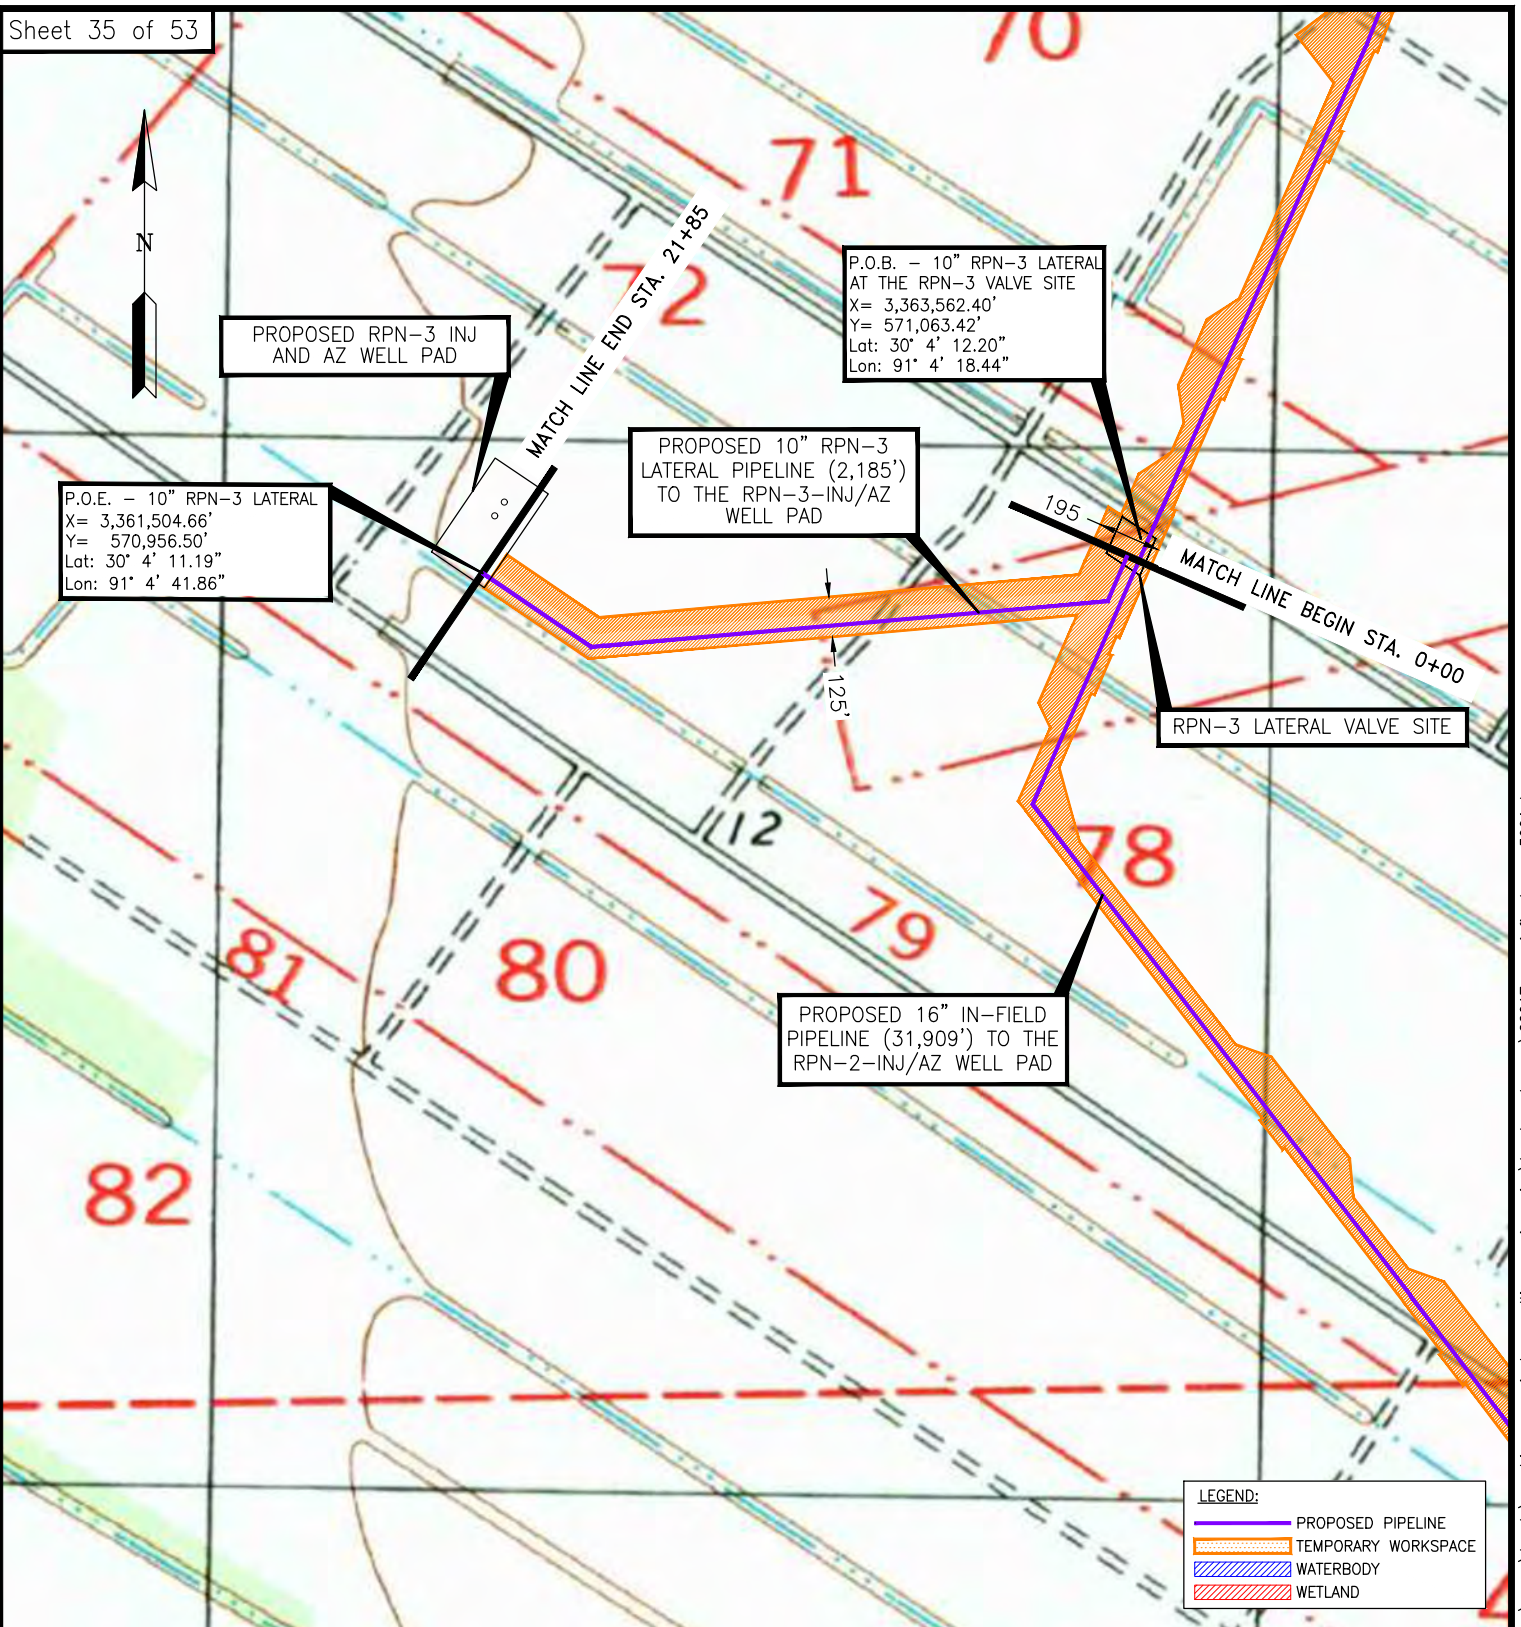 Sheet 35 of 53
70
71
72
N
MATCH LINE END STA. 21+85
P.O.B. - 10" RPN-3 LATERAL
AT THE RPN-3 VALVE SITE
X= 3,363,562.40'
Y= 571,063.42'
Lat: 30° 4' 12.20"
Lon: 91° 4' 18.44"
PROPOSED RPN-3 INJ
AND AZ WELL PAD
PROPOSED 10" RPN-3
LATERAL PIPELINE (2,185')
TO THE RPN-3-INJ/AZ
WELL PAD
P.O.E. - 10" RPN-3 LATERAL
X= 3,361,504.66'
Y= 570,956.50'
Lat: 30° 4' 11.19"
Lon: 91° 4' 41.86"
195
MATCH LINE BEGIN STA. 0+00
125'
RPN-3 LATERAL VALVE SITE
12
78
79
80
81
PROPOSED 16" IN-FIELD
PIPELINE (31,909') TO THE
RPN-2-INJ/AZ WELL PAD
82
LEGEND:
PROPOSED PIPELINE
TEMPORARY WORKSPACE
WATERBODY
WETLAND